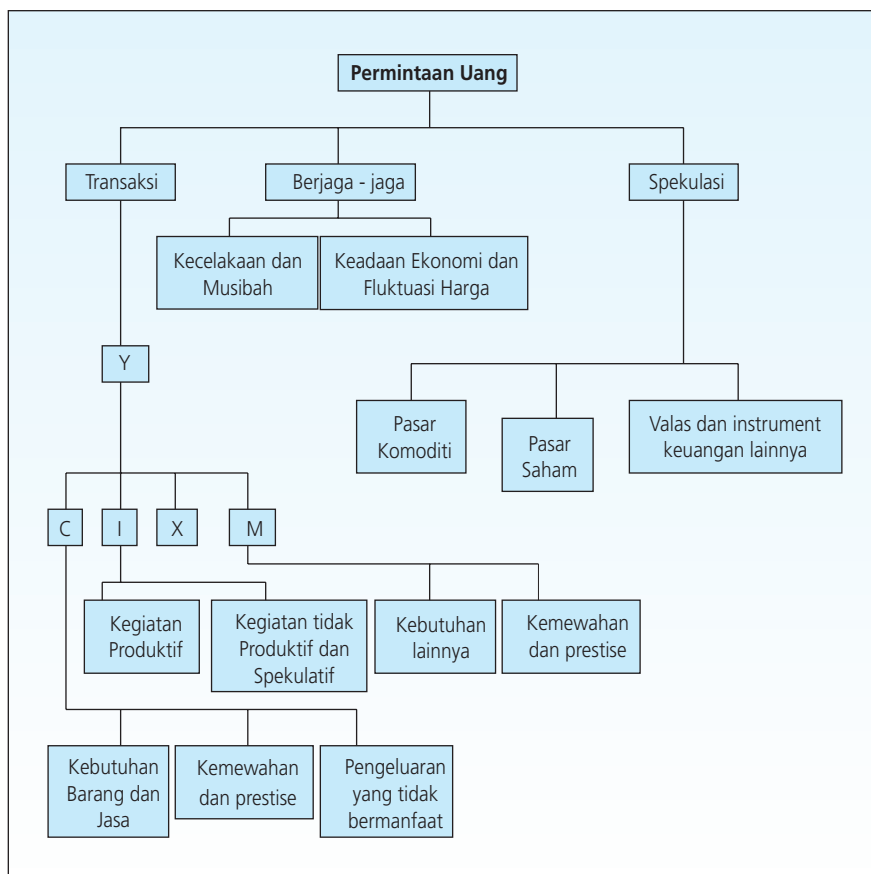 Permintaan Uang
Transaksi
Berjaga - jaga
Spekulasi
Kecelakaan dan
Musibah
Keadaan Ekonomi dan
Fluktuasi Harga
Y
Pasar
Komoditi
Pasar
Saham
Valas dan instrument
keuangan lainnya
C
I
X
M
Kegiatan
Produktif
Kegiatan tidak
Produktif dan
Spekulatif
Kebutuhan
lainnya
Kemewahan
dan prestise
Kebutuhan
Barang dan
Jasa
Kemewahan
dan prestise
Pengeluaran
yang tidak
bermanfaat